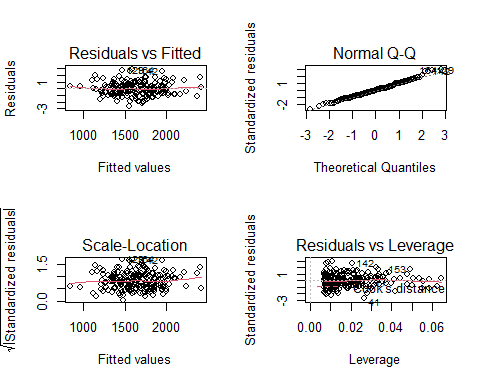 Residuals vs Fitted
Residuals
-3
1
1000
1500
2000
Fitted values
Normal Q-Q
Standardized residuals
-2
1
-3
-2
-1
0
1
2
3
Theoretical Quantiles
Scale-Location
√|Standardized residuals|
0.0
1.5
1000
1500
2000
Fitted values
Residuals vs Leverage
Standardized residuals
-3
1
142
153
Cook's distance
41
0.00
0.02
0.04
0.06
Leverage